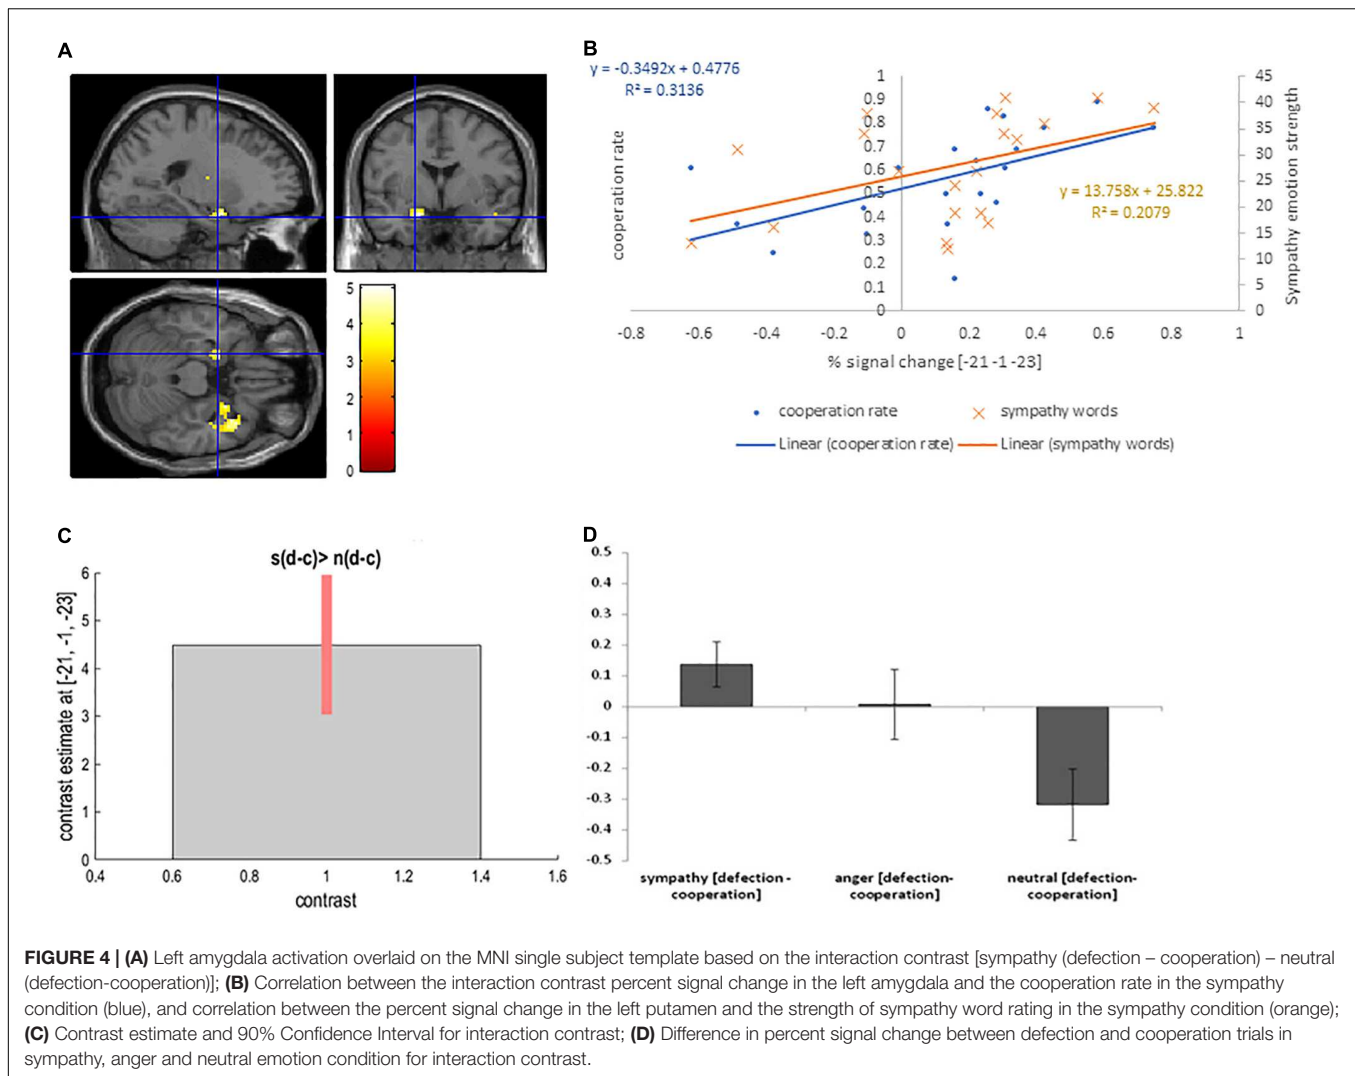 A
5
4
3
2
1
0
B
y = -0.3492x + 0.4776
R² = 0.3136
cooperation rate
1
0.9
0.8
0.7
0.6
0.5
0.4
0.3
0.2
0.1
0
45
40
35
30
25
20
15
10
5
0
Sympathy emotion strength
y = 13.758x + 25.822
R² = 0.2079
-0.8 -0.6 -0.4 -0.2 0 0.2 0.4 0.6 0.8 1
% signal change [-21 -1 -23]
cooperation rate sympathy words
Linear (cooperation rate) Linear (sympathy words)
C
s(d-c)> n(d-c)
contrast estimate at [-21, -1, -23]
6
5
4
3
2
1
0
0.4 0.6 0.8 1 1.2 1.4 1.6
contrast
D
0.5
0.4
0.3
0.2
0.1
0
-0.1
-0.2
-0.3
-0.4
-0.5
sympathy [defection -
cooperation]
anger [defection-
cooperation]
neutral [defection-
cooperation]
FIGURE 4 | (A) Left amygdala activation overlaid on the MNI single subject template based on the interaction contrast [sympathy (defection – cooperation) – neutral
(defection-cooperation)]; (B) Correlation between the interaction contrast percent signal change in the left amygdala and the cooperation rate in the sympathy
condition (blue), and correlation between the percent signal change in the left putamen and the strength of sympathy word rating in the sympathy condition (orange);
(C) Contrast estimate and 90% Confidence Interval for interaction contrast; (D) Difference in percent signal change between defection and cooperation trials in
sympathy, anger and neutral emotion condition for interaction contrast.